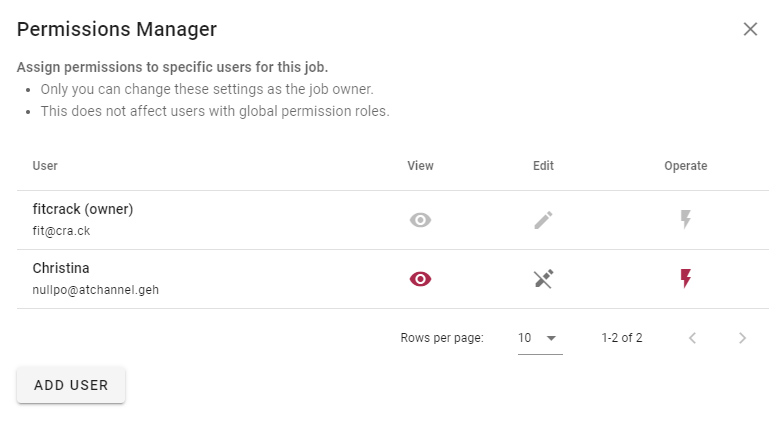 Permissions Manager
Assign permissions to specific users for this job.
Only you can change these settings as the job owner.
This does not affect users with global permission roles.
User View Edit Operate
fitcrack (owner)
fit@cra.ck
Christina
nullpo@atchannel.geh
Rows per page: 10 1-2 of 2
ADD USER